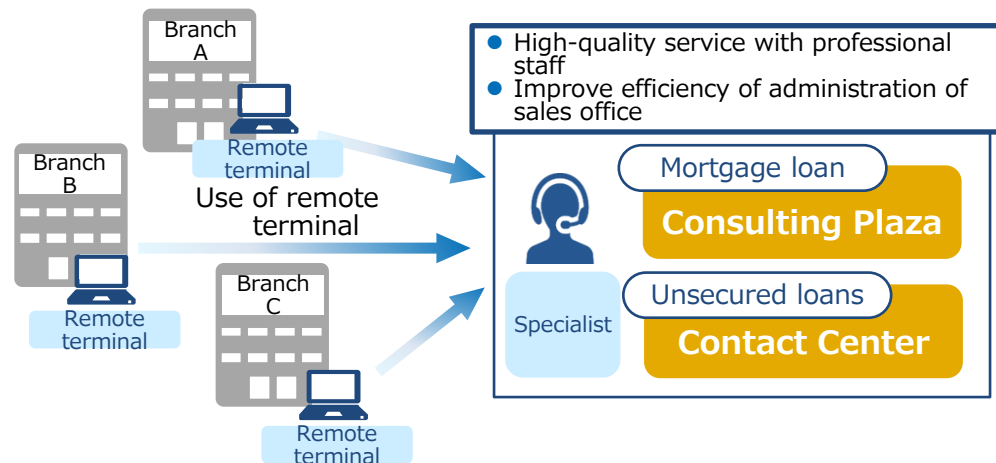 Branch
A
Remote
terminal
Branch
B
Remote
terminal
Use of remote
terminal
Branch
C
Remote
terminal
● High-quality service with professional
staff
● Improve efficiency of administration of
sales office
Specialist
Mortgage loan
Consulting Plaza
Unsecured loans
Contact Center